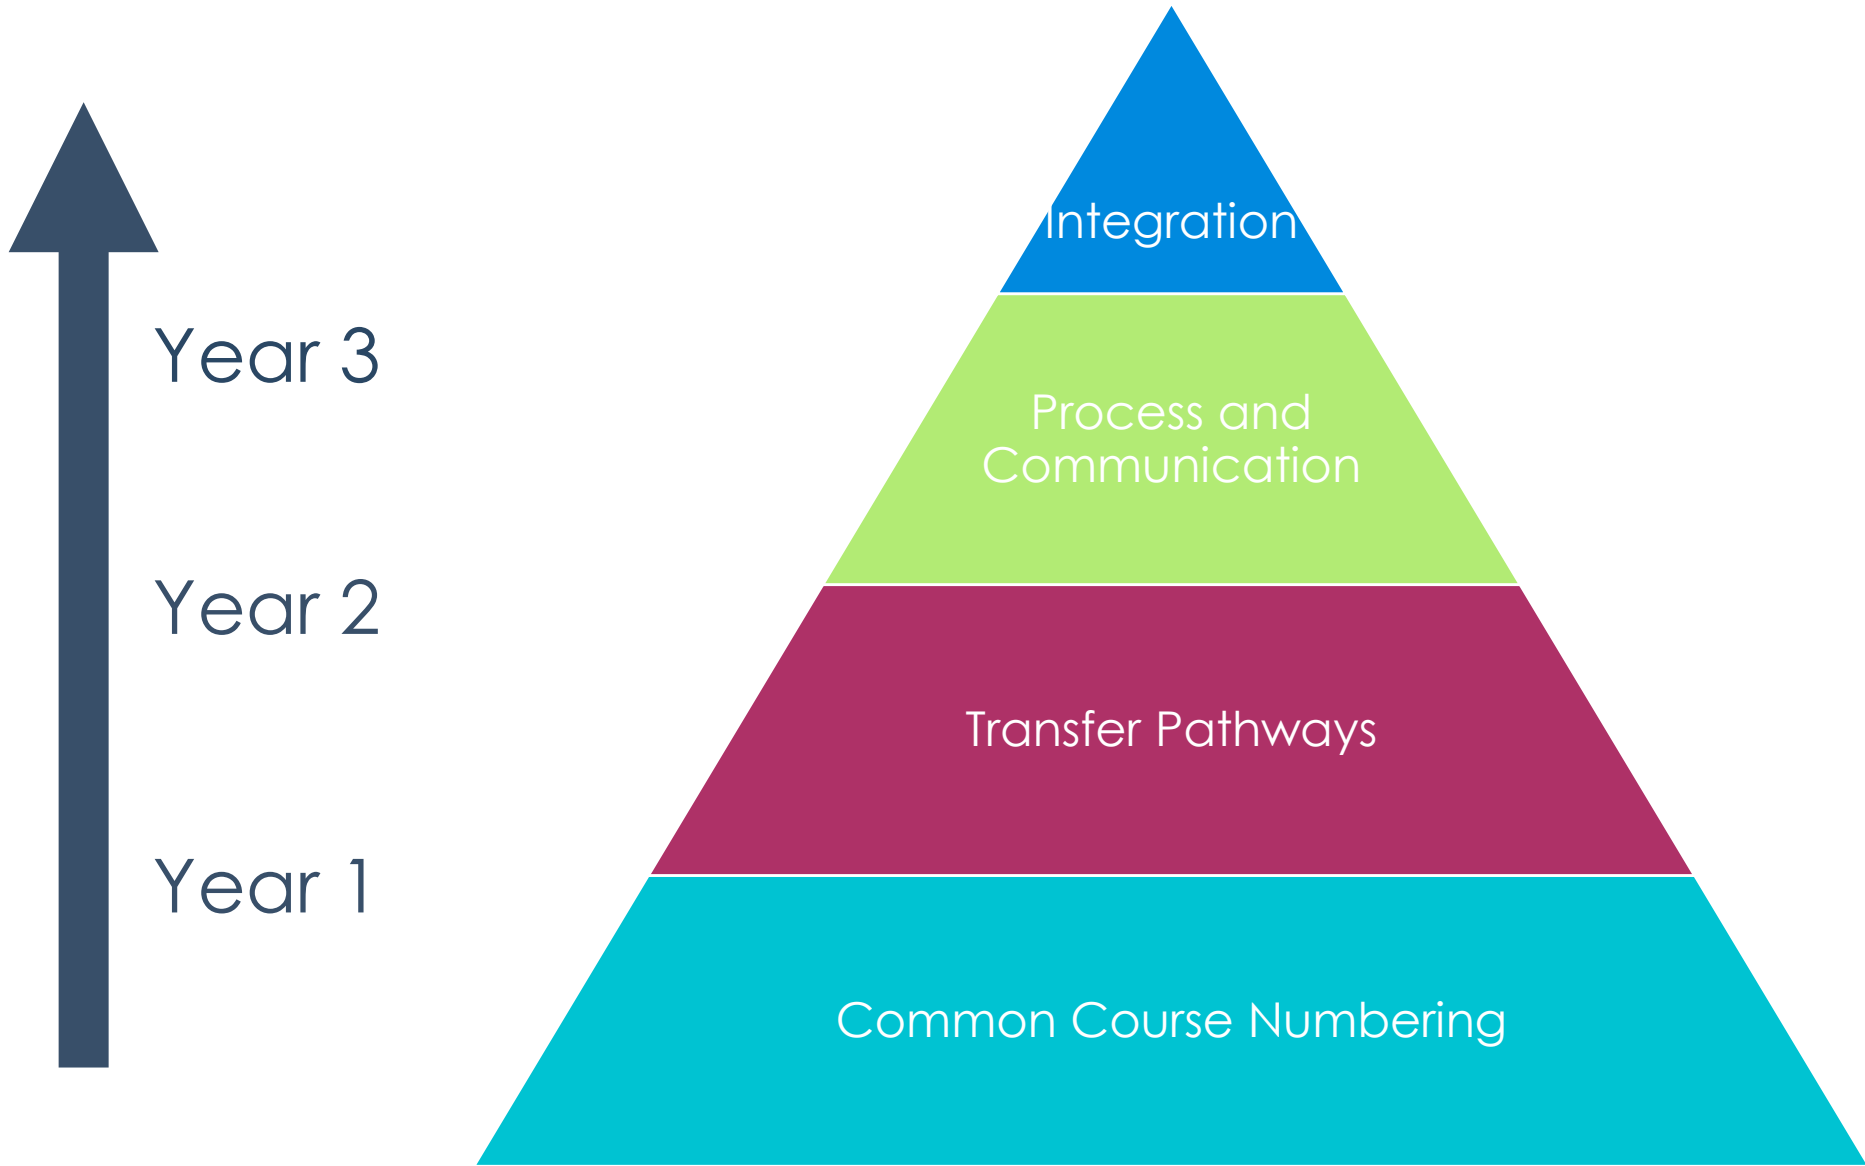 Integration
Year 3
Process and
Communication
Year 2
Transfer Pathways
Year 1
Common Course Numbering